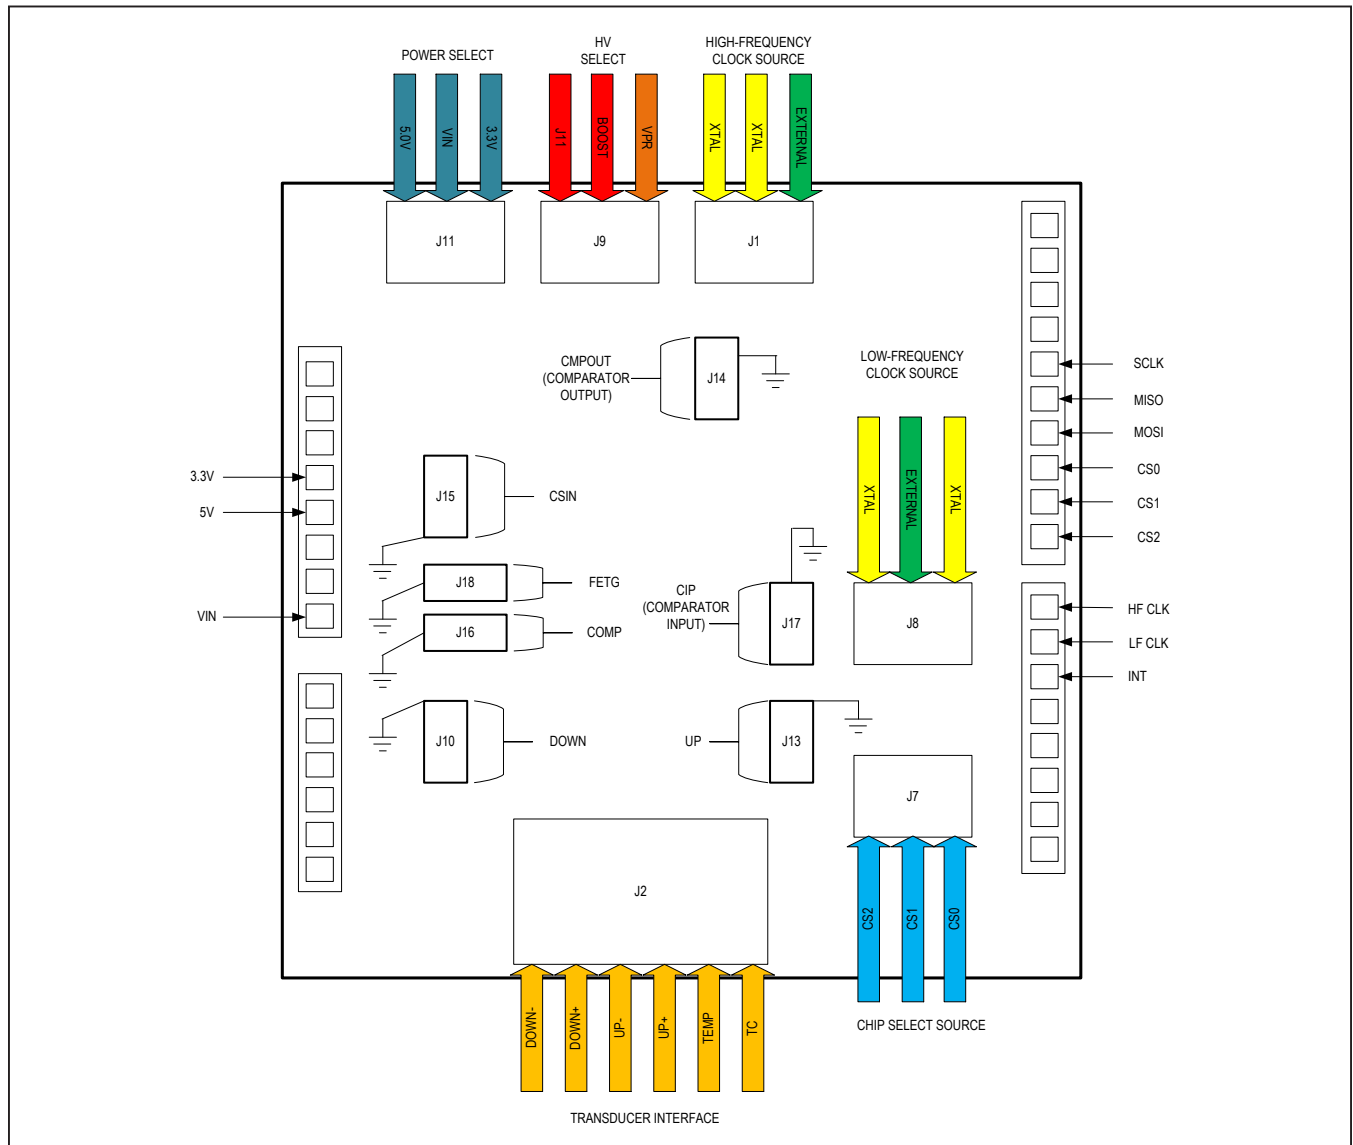 POWER SELECT
HV
SELECT
HIGH-FREQUENCY
CLOCK SOURCE
5.0V
VIN
3.3V
J11
BOOST
VPR
XTAL
XTAL
EXTERNAL
J11
J9
J1
CMPOUT
(COMPARATOR
OUTPUT)
J14
LOW-FREQUENCY
CLOCK SOURCE
SCLK
MISO
MOSI
CS0
CS1
CS2
3.3V
5V
VIN
J15
CSIN
XTAL
EXTERNAL
XTAL
J18
FETG
J16
COMP
CIP
(COMPARATOR
INPUT)
J17
J8
HF CLK
LF CLK
INT
J10
DOWN
UP
J13
J7
J2
CS2
CS1
CS0
CHIP SELECT SOURCE
DOWN-
DOWN+
UP-
UP+
TEMP
TC
TRANSDUCER INTERFACE